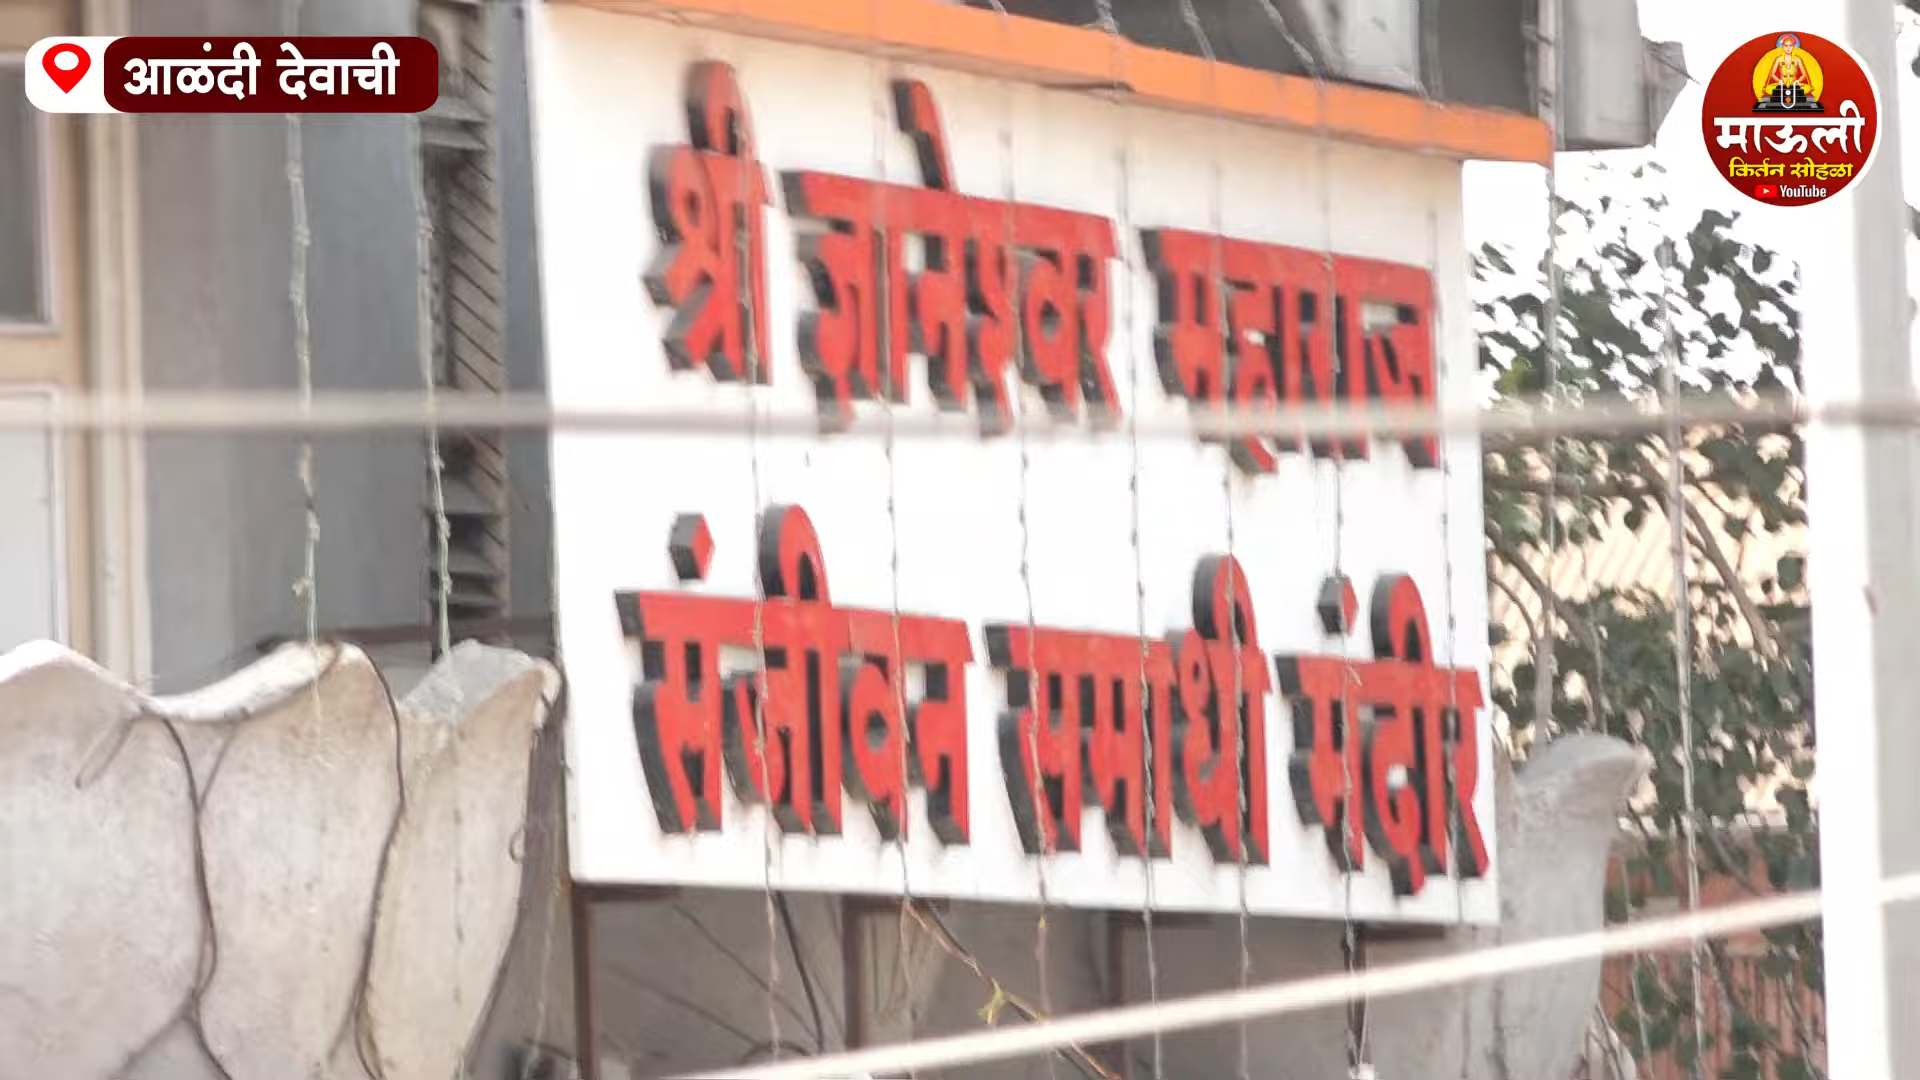 आळंदी देवाची
माऊली
किर्तन सोहळा
YouTube
श्री ज्ञानेश्वर महाराज
संजीवन समाधी मंदीर